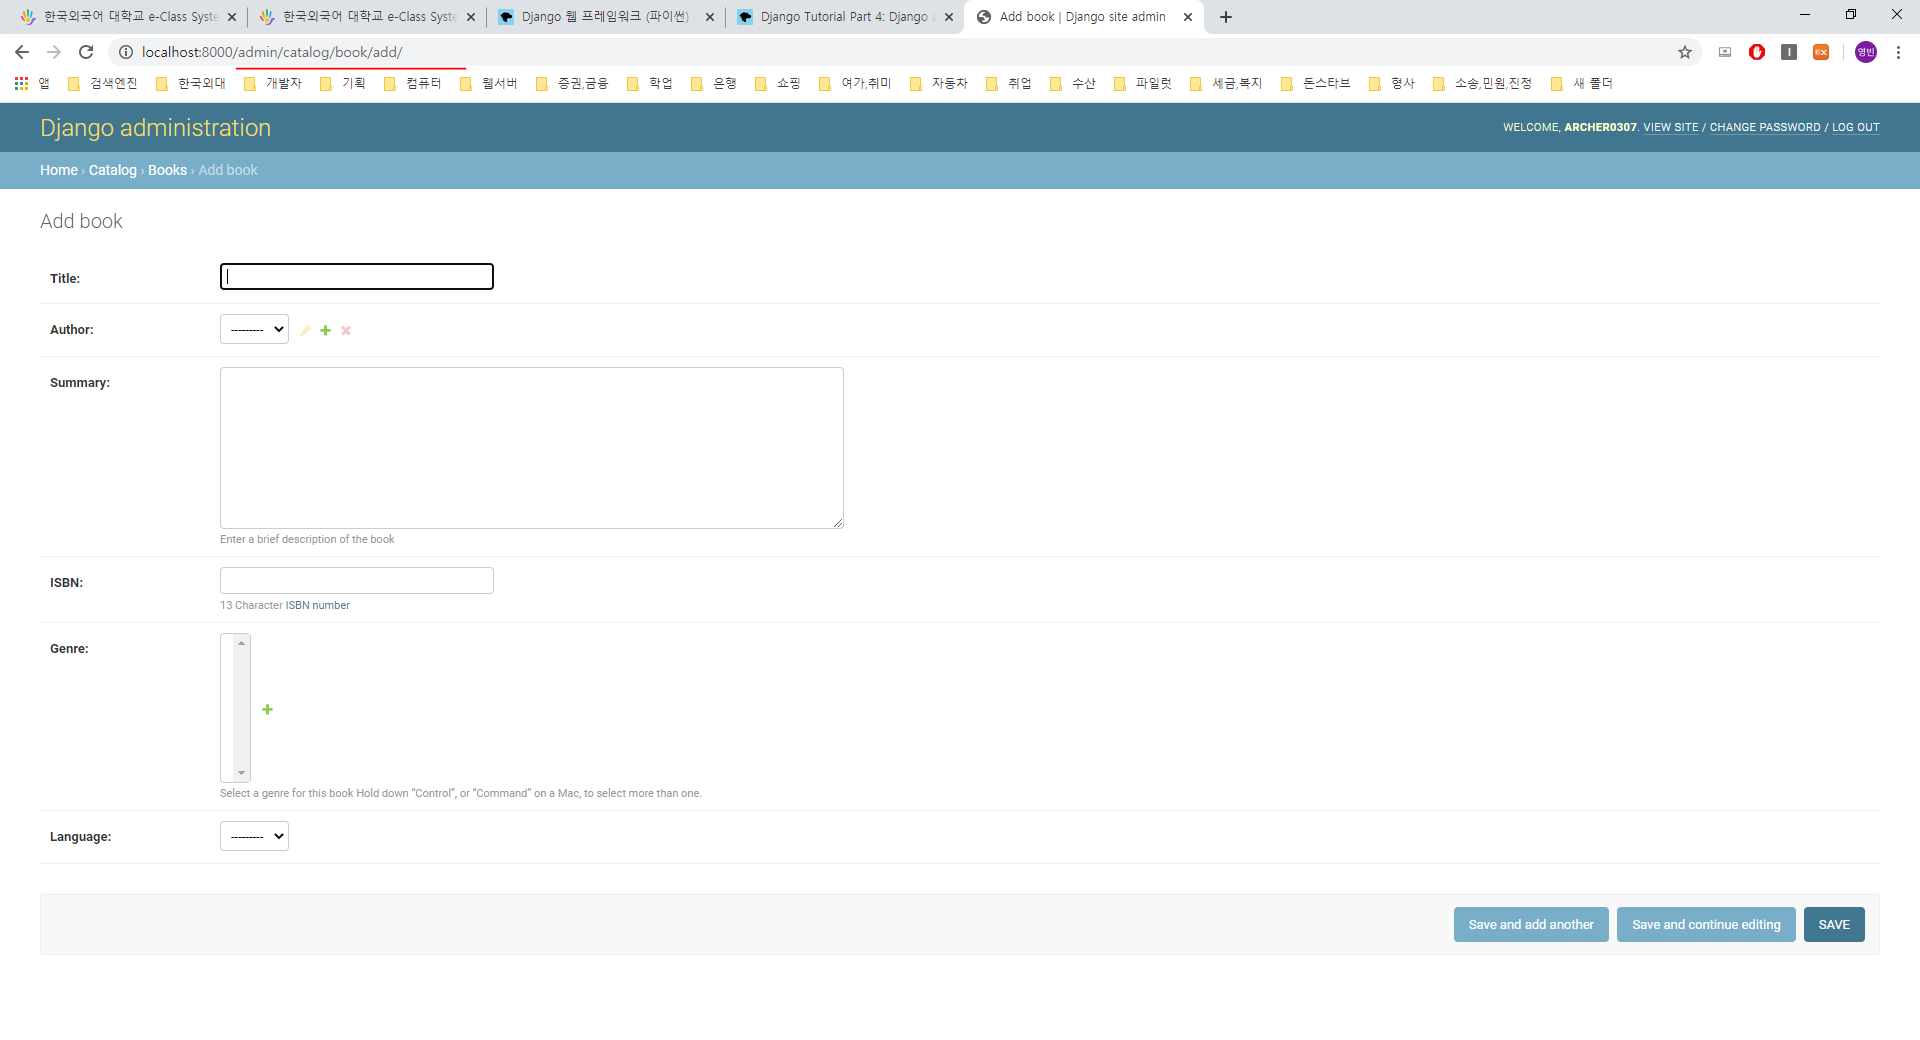 한국외국어 대학교 e-Class Syste
한국외국어 대학교 e-Class Syste
Django 웹 프레임워크 (파이썬) -
Django Tutorial Part 4: Django a
Add book | Django site admin
localhost:8000/admin/catalog/book/add/
영빈
앱 검색엔진 한국외대 개발자 기획 컴퓨터 웹서버 증권,금융 학업 은행 쇼핑 여가,취미 자동차 취업 수산 파일럿 세금,복지 돈스타브 형사 소송,민원,진정 새 폴더
Django administration
WELCOME, ARCHER0307. VIEW SITE / CHANGE PASSWORD / LOG OUT
Home › Catalog › Books › Add book
Add book
Title:
Author: ---------
Summary:
Enter a brief description of the book
ISBN:
13 Character ISBN number
Genre:
Select a genre for this book Hold down “Control”, or “Command” on a Mac, to select more than one.
Language: ---------
Save and add another
Save and continue editing
SAVE